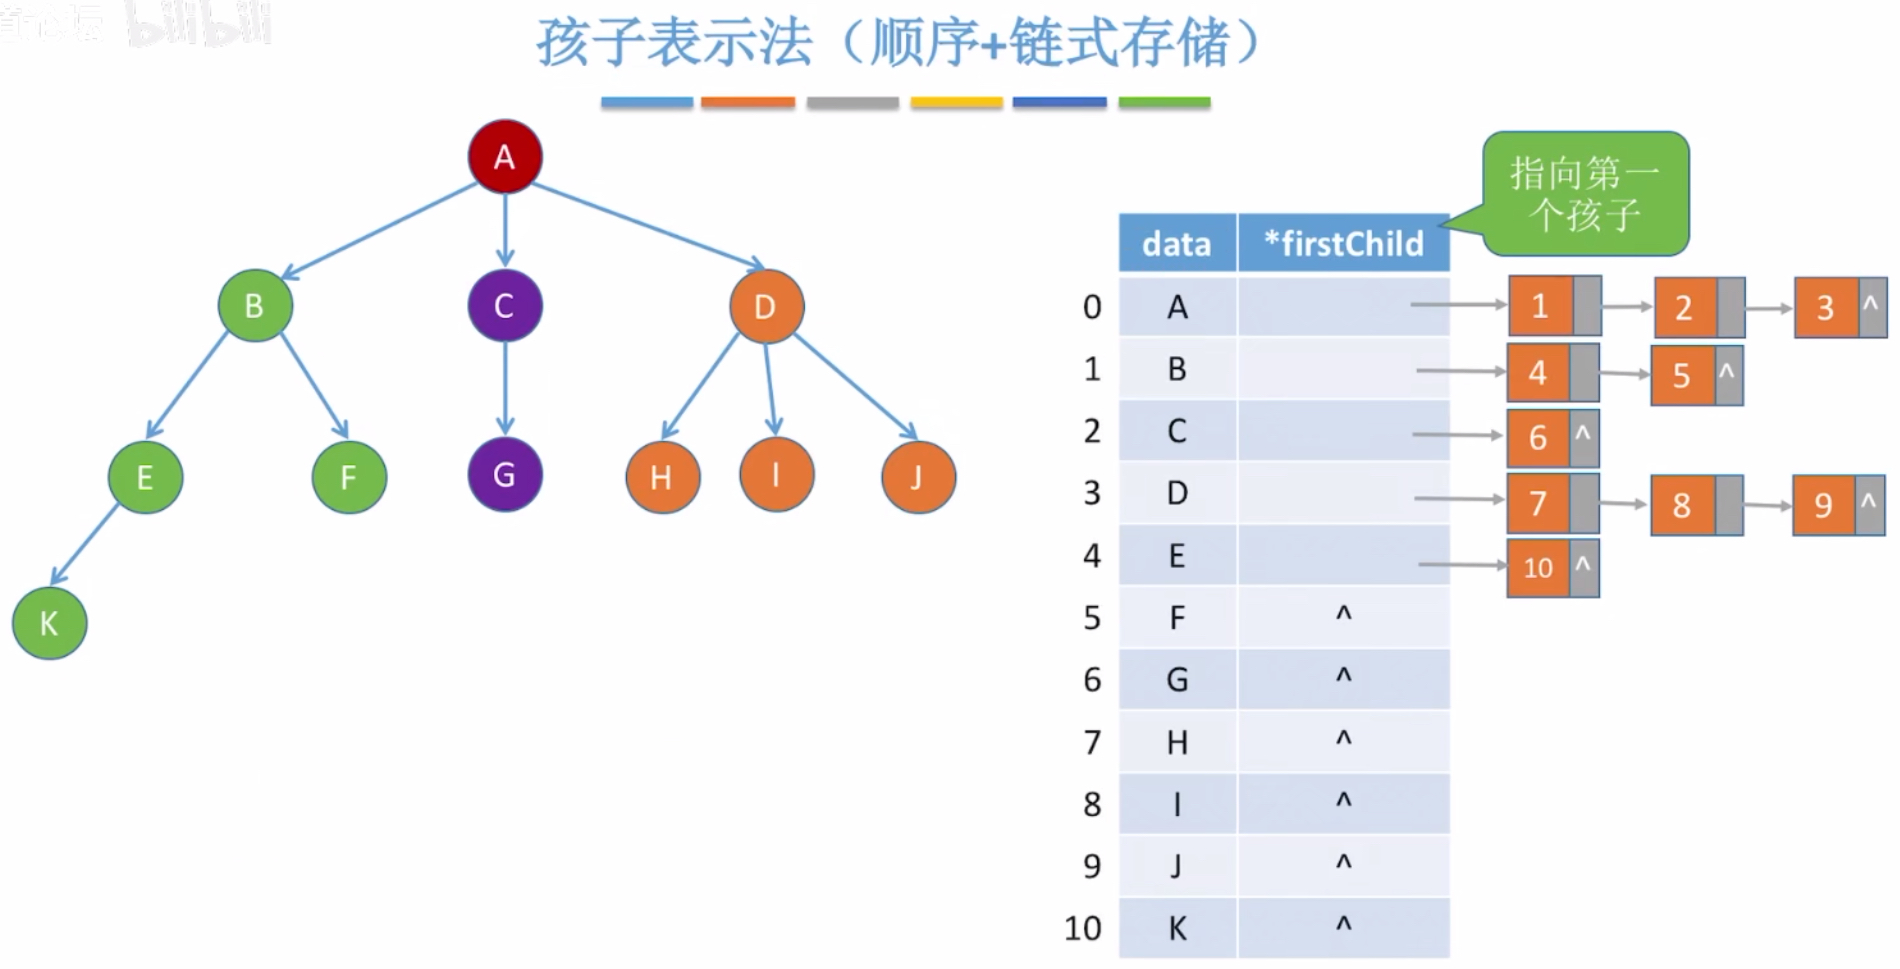 bilibili
孩子表示法（顺序+链式存储）
A
B
C
D
E
F
G
H
I
J
K
指向第一
个孩子
data *firstChild
0 A 1 2 3 ^
1 B 4 5 ^
2 C 6 ^
3 D 7 8 9 ^
4 E 10 ^
5 F ^
6 G ^
7 H ^
8 I ^
9 J ^
10 K ^